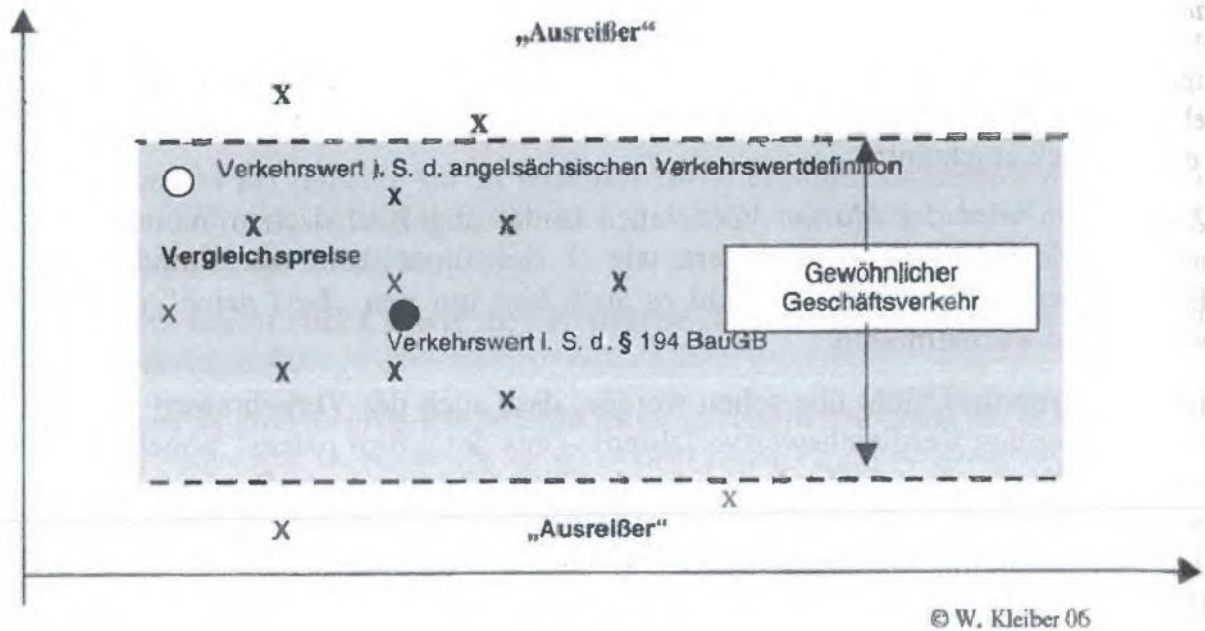 „Ausreißer“
X
X
Verkehrswert i. S. d. angelsächsischen Verkehrswertdefinition
X
X
X
Vergleichspreise
X
X
X
Gewöhnlicher
Geschäftsverkehr
X
Verkehrswert i. S. d. § 194 BauGB
X
X
X
X
X
„Ausreißer“
© W. Kleiber 06